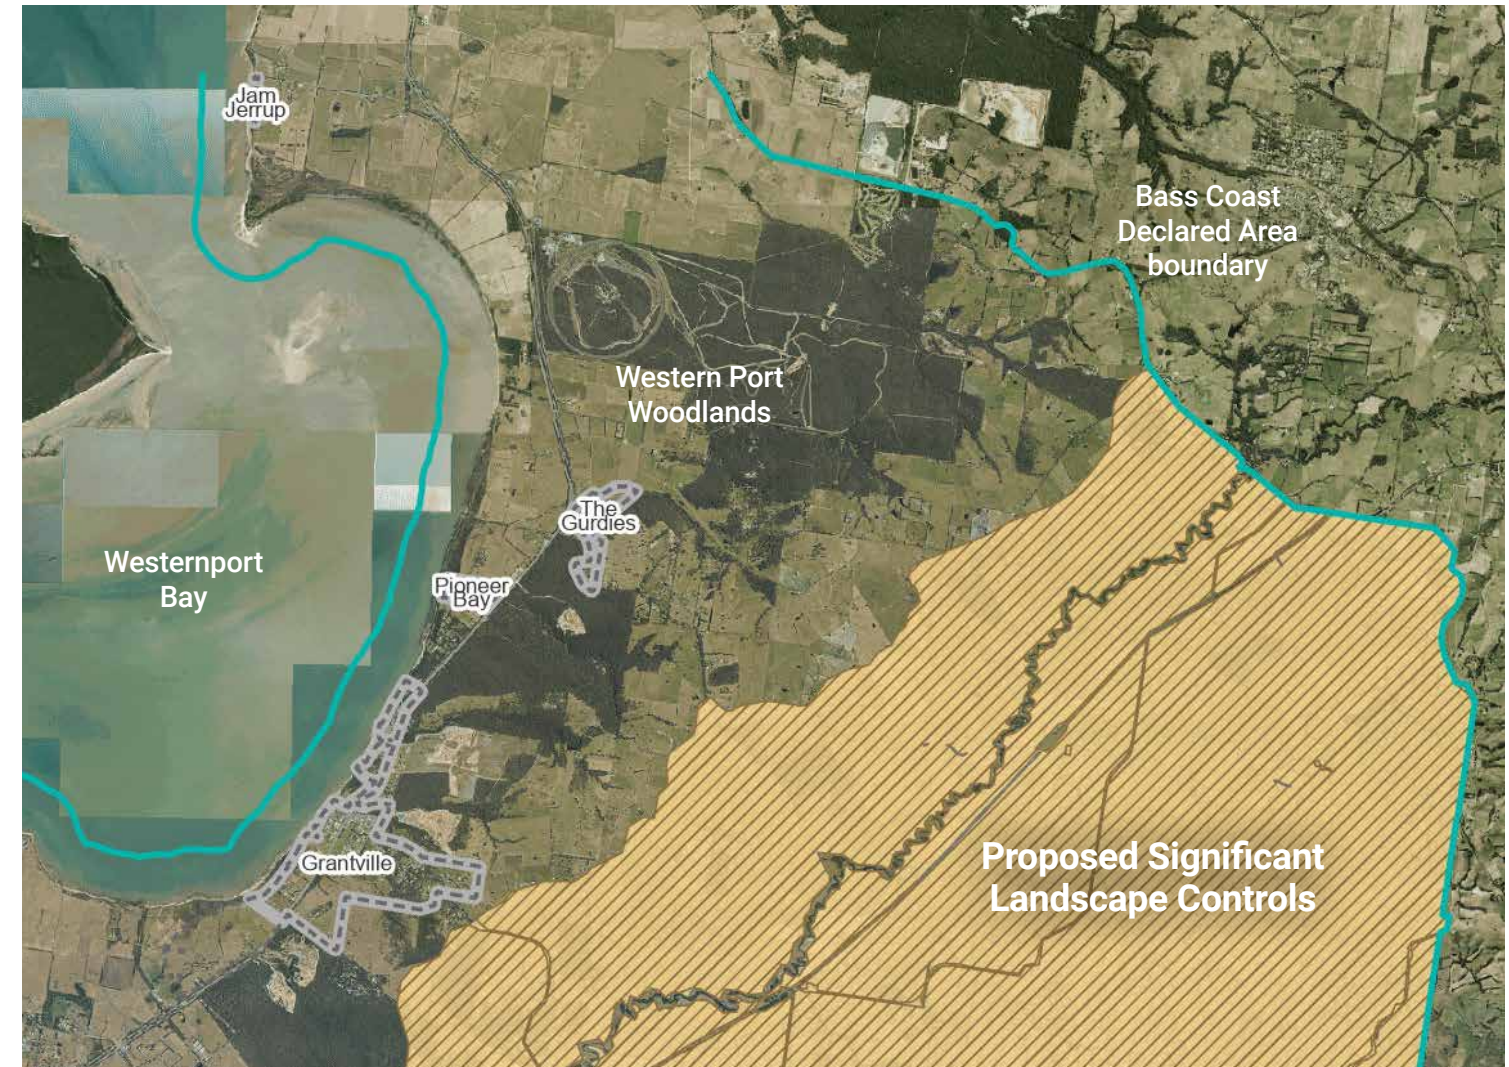 Jam
Jerrup
Bass Coast
Declared Area
boundary
Western Port
Woodlands
The
Gurdies
Westernport
Bay
Pioneer
Bay
Grantville
Proposed Significant
Landscape Controls